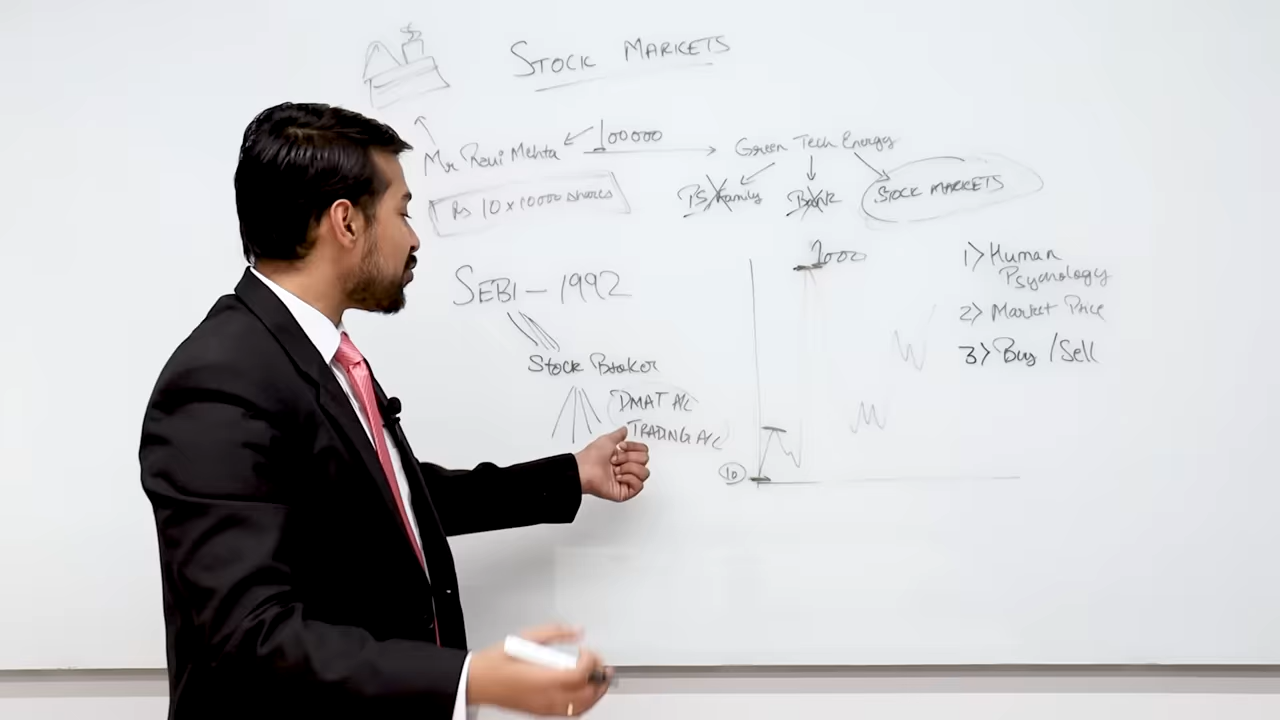 STOCK MARKETS
Mr Ravi Mehta
100000
Green Tech Energy
Rs 10 x 10000 shares
PS/Family
BANK
STOCK MARKETS
SEBI - 1992
Stock Broker
DMAT A/C
TRADING A/C
1000
10
1> Human
Psychology
2> Market Price
3> Buy/Sell